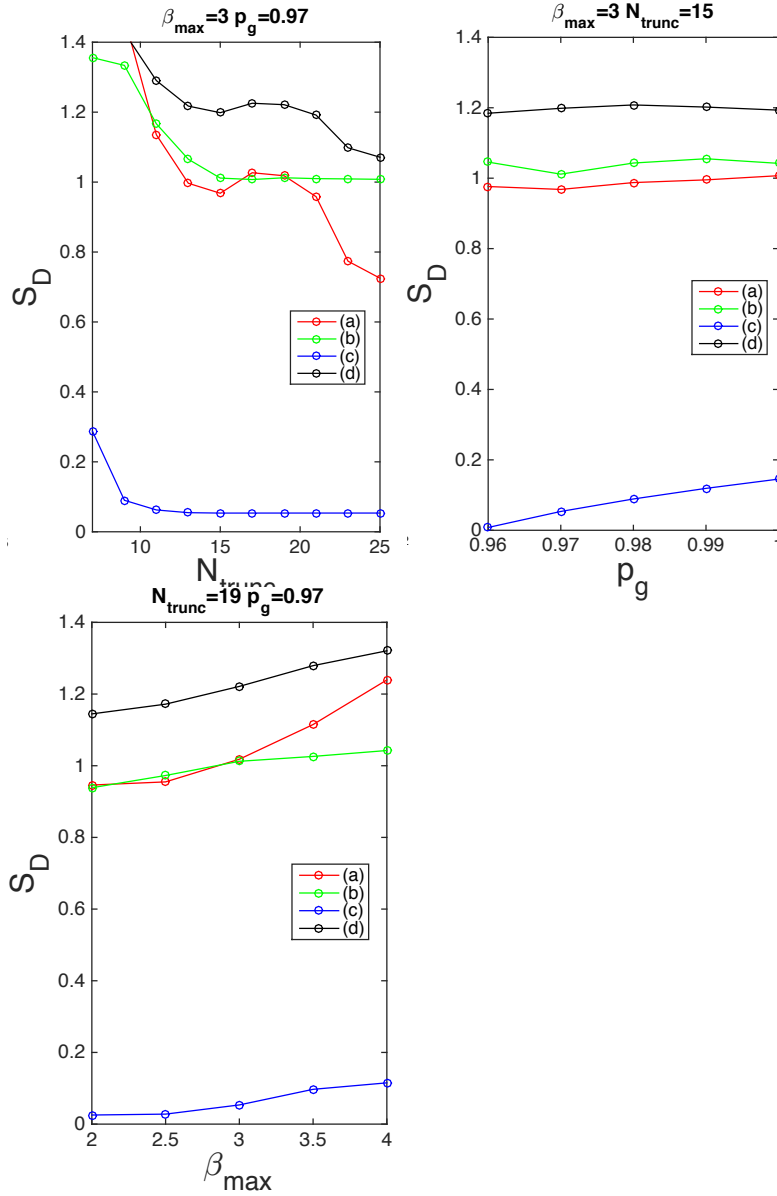 β_max=3 p_g=0.97
1.4
1.2
1
0.8
0.6
0.4
0.2
0
S_D
(a)
(b)
(c)
(d)
10 15 20 25
N_trunc
β_max=3 N_trunc=15
1.4
1.2
1
0.8
0.6
0.4
0.2
0
S_D
(a)
(b)
(c)
(d)
0.96 0.97 0.98 0.99 1
p_g
N_trunc=19 p_g=0.97
1.4
1.2
1
0.8
0.6
0.4
0.2
0
S_D
(a)
(b)
(c)
(d)
2 2.5 3 3.5 4
β_max